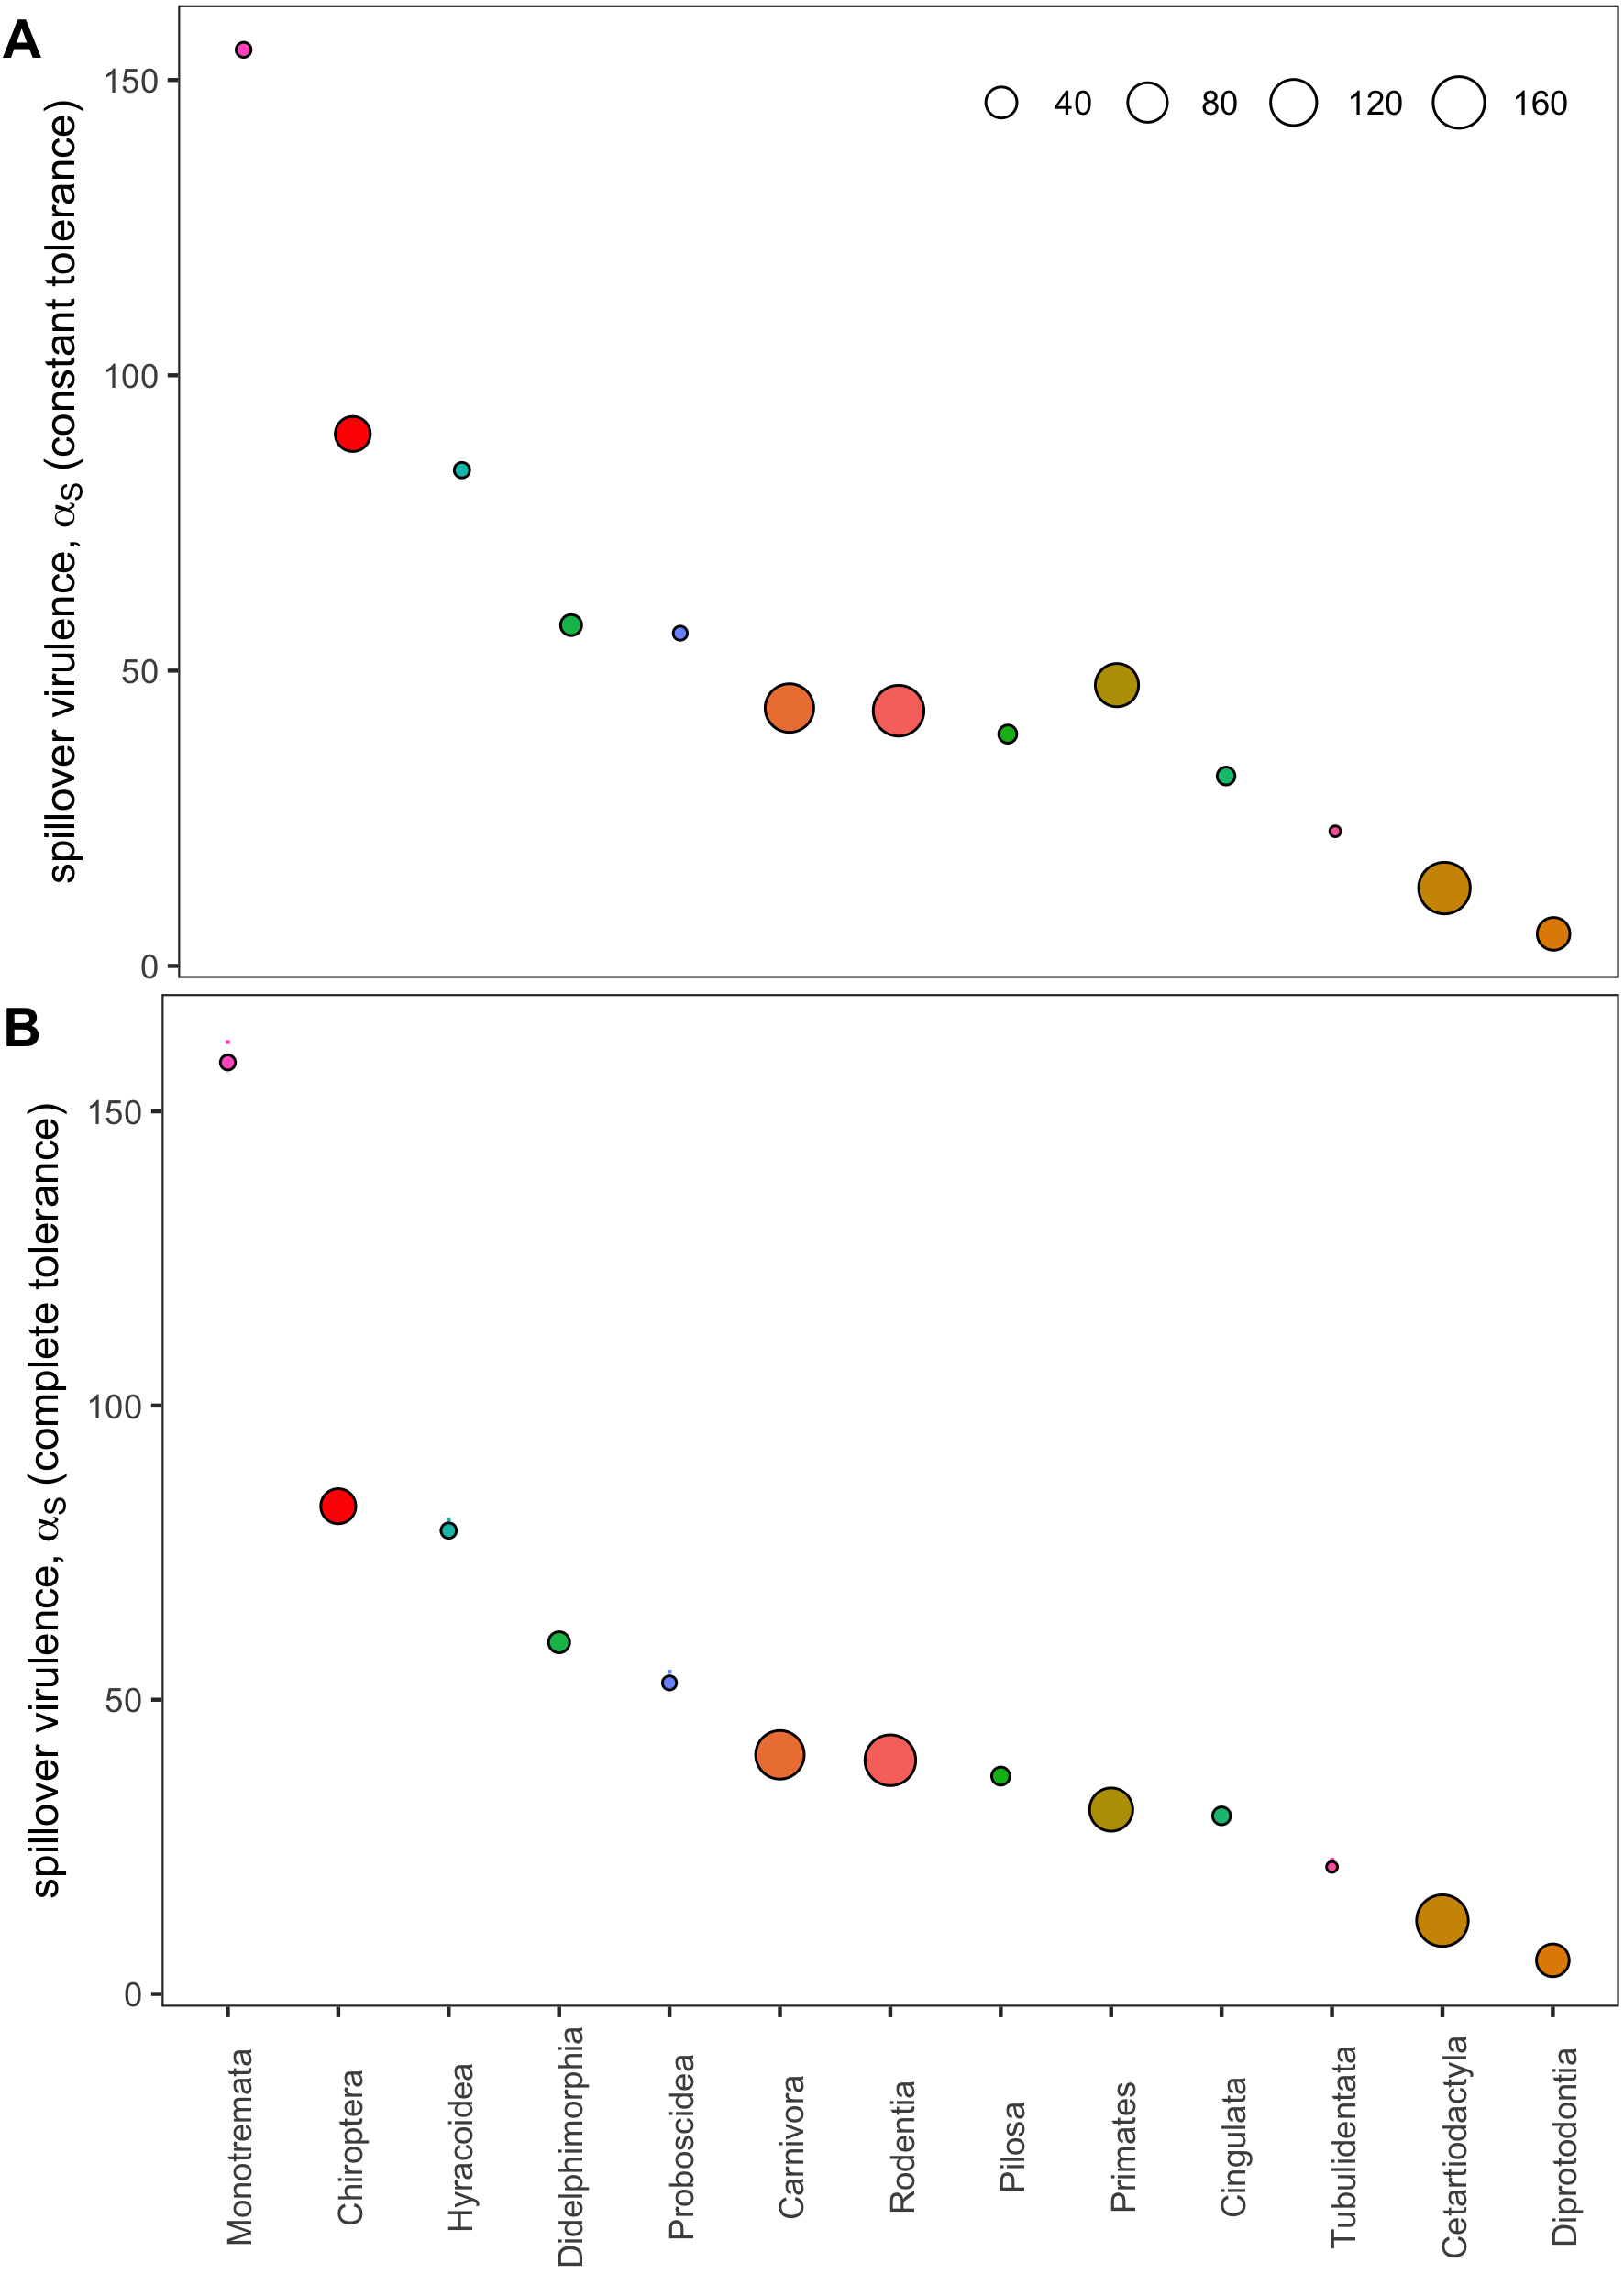 A
spillover virulence, αS (constant tolerance)
150
100
50
0
40 80 120 160
B
spillover virulence, αS (complete tolerance)
150
100
50
0
Monotremata
Chiroptera
Hyracoidea
Didelphimorphia
Proboscidea
Carnivora
Rodentia
Pilosa
Primates
Cingulata
Tubulidentata
Cetartiodactyla
Diprotodontia